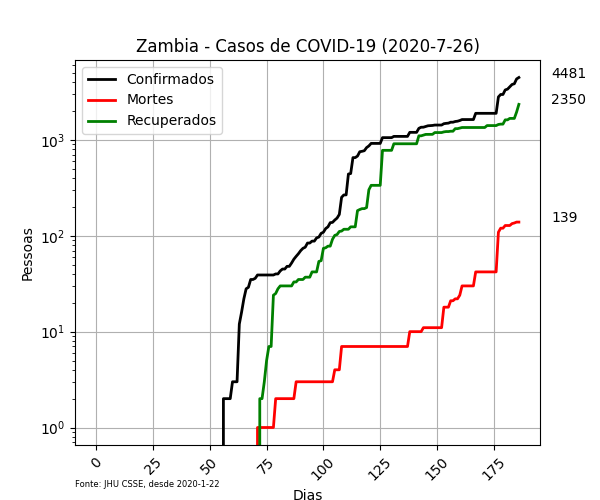 Zambia - Casos de COVID-19 (2020-7-26)
Confirmados
Mortes
Recuperados
4481
2350
139
Pessoas
10³
10²
10¹
10⁰
0
25
50
75
100
125
150
175
Dias
Fonte: JHU CSSE, desde 2020-1-22